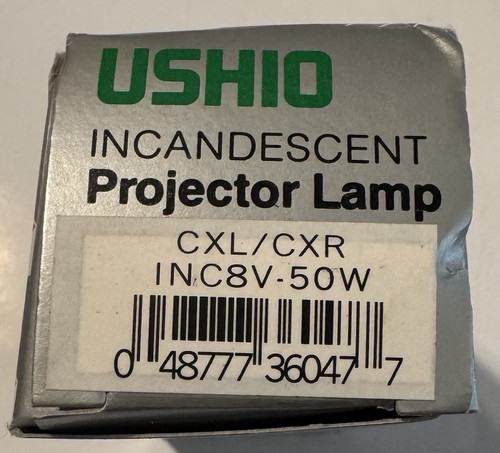 USHIO
INCANDESCENT
Projector Lamp
CXL/CXR
INC8V-50W
0 48777 36047 7